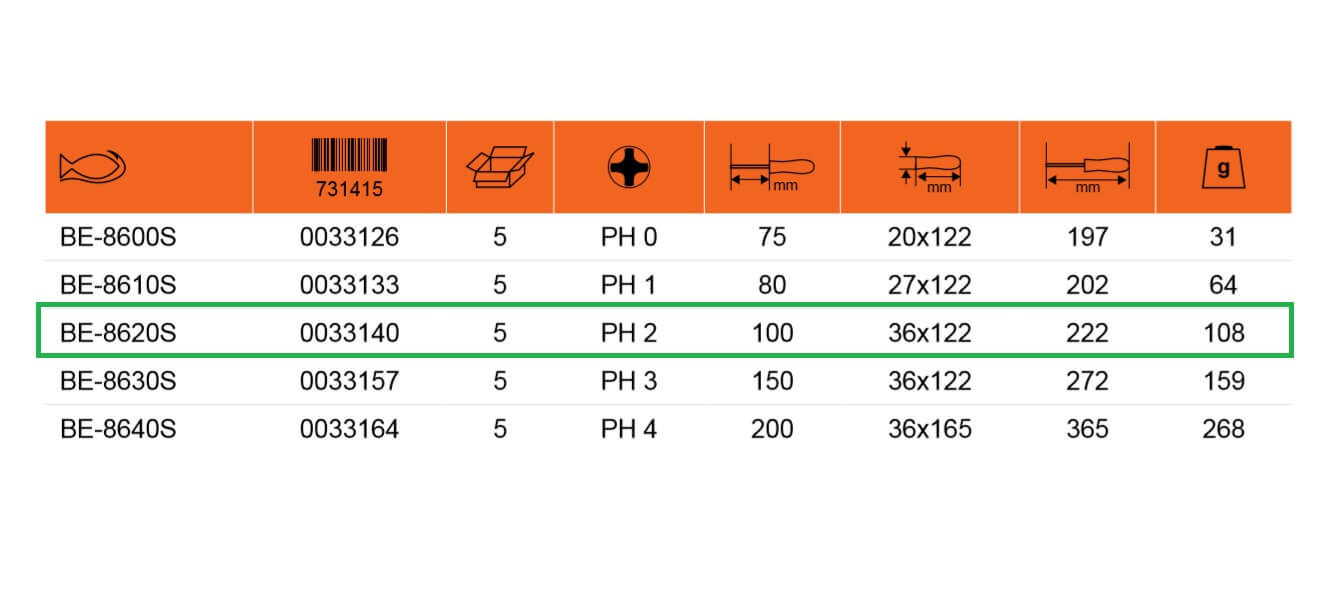 731415 mm mm mm g
BE-8600S 0033126 5 PH 0 75 20x122 197 31
BE-8610S 0033133 5 PH 1 80 27x122 202 64
BE-8620S 0033140 5 PH 2 100 36x122 222 108
BE-8630S 0033157 5 PH 3 150 36x122 272 159
BE-8640S 0033164 5 PH 4 200 36x165 365 268